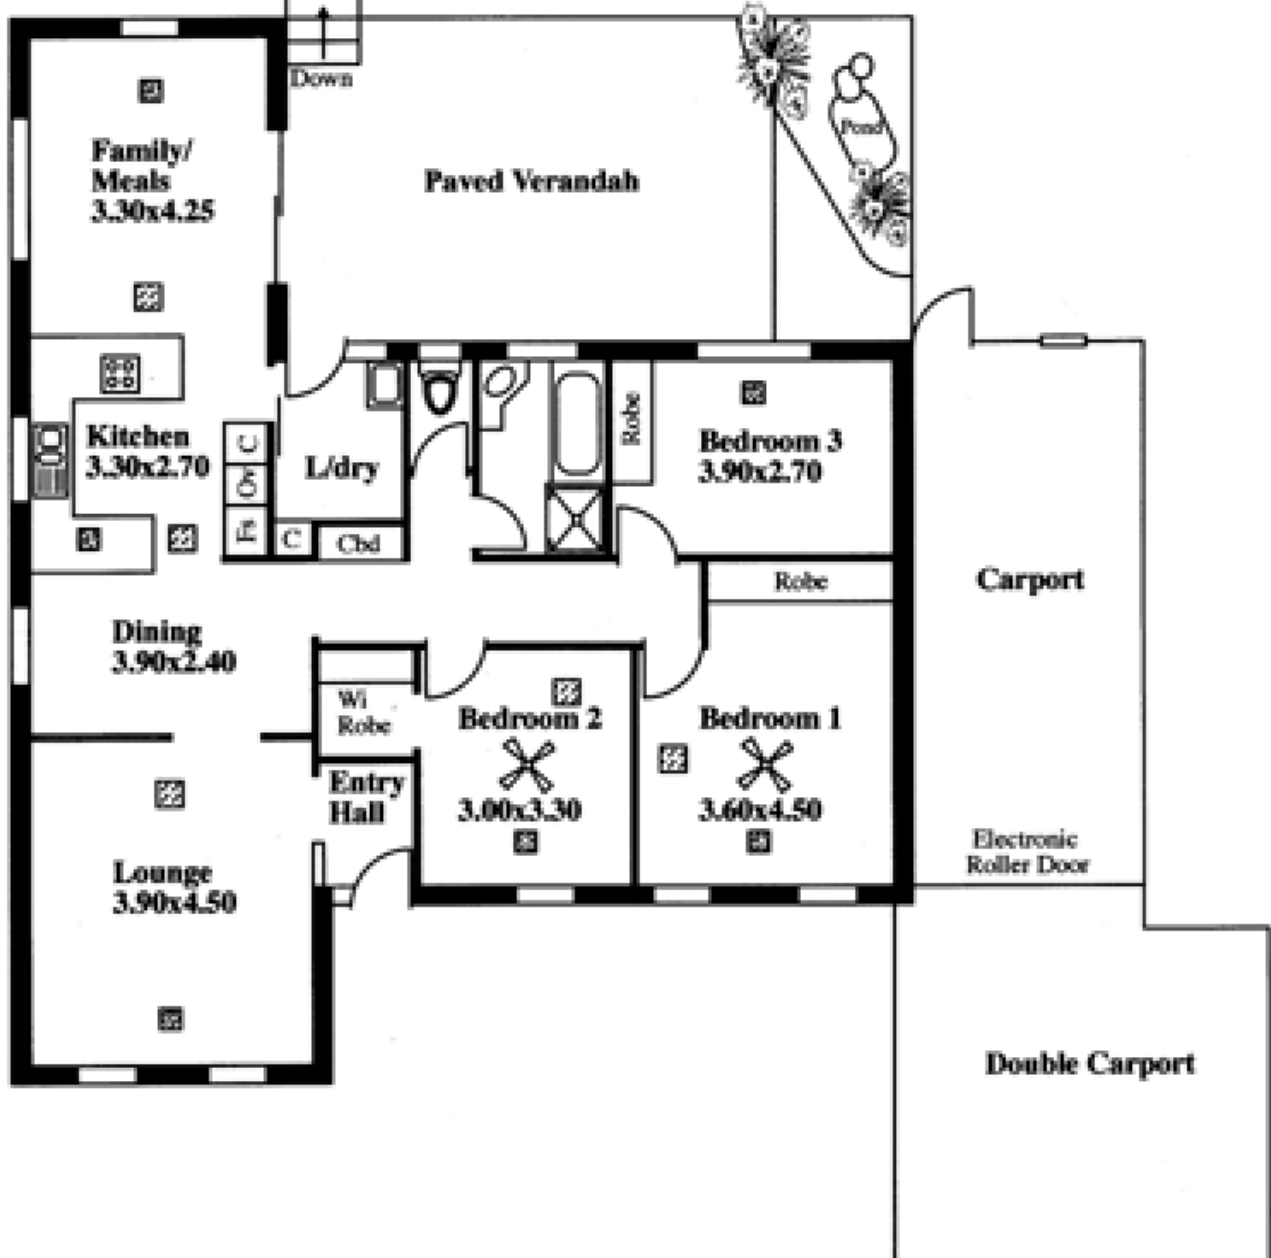 Down
Family/
Meals
3.30x4.25
Paved Verandah
Pond
Kitchen
3.30x2.70
C
Ov
Fs
L/dry
C
Cbd
Robe
Bedroom 3
3.90x2.70
Carport
Robe
Dining
3.90x2.40
Wi
Robe
Bedroom 2
3.00x3.30
Bedroom 1
3.60x4.50
Entry
Hall
Electronic
Roller Door
Lounge
3.90x4.50
Double Carport